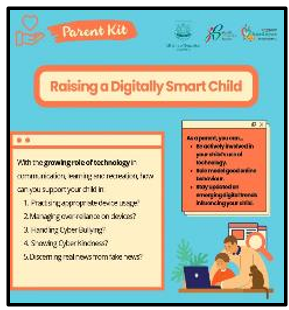 Parent Kit
Raising a Digitally Smart Child
With the growing role of technology in
communication, learning and recreation, how
can you support your child in:
1. Practising appropriate device usage?
2. Managing over-reliance on devices?
3. Handling Cyber Bullying?
4. Showing Cyber Kindness?
5. Discerning real news from fake news?
As a parent, you can...
Be actively involved in
your child's use of
technology.
Role model good online
behaviour.
Stay updated on
emerging digital trends
influencing your child.